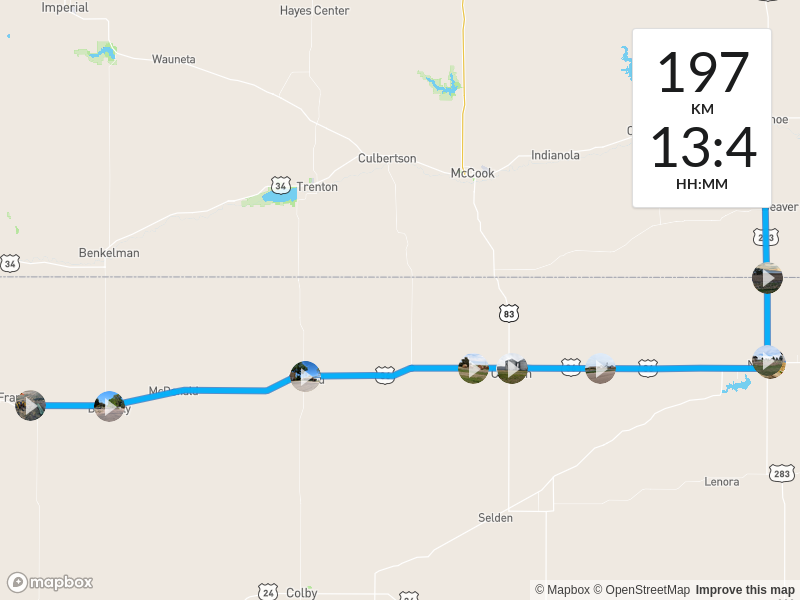 Imperial
Hayes Center
Wauneta
197
KM
13:4
HH:MM
Culbertson
Indianola
McCook
34
Trenton
eaver
Benkelman
34
83
McDonald
283
Lenora
Selden
24
Colby
mapbox
© Mapbox © OpenStreetMap Improve this map